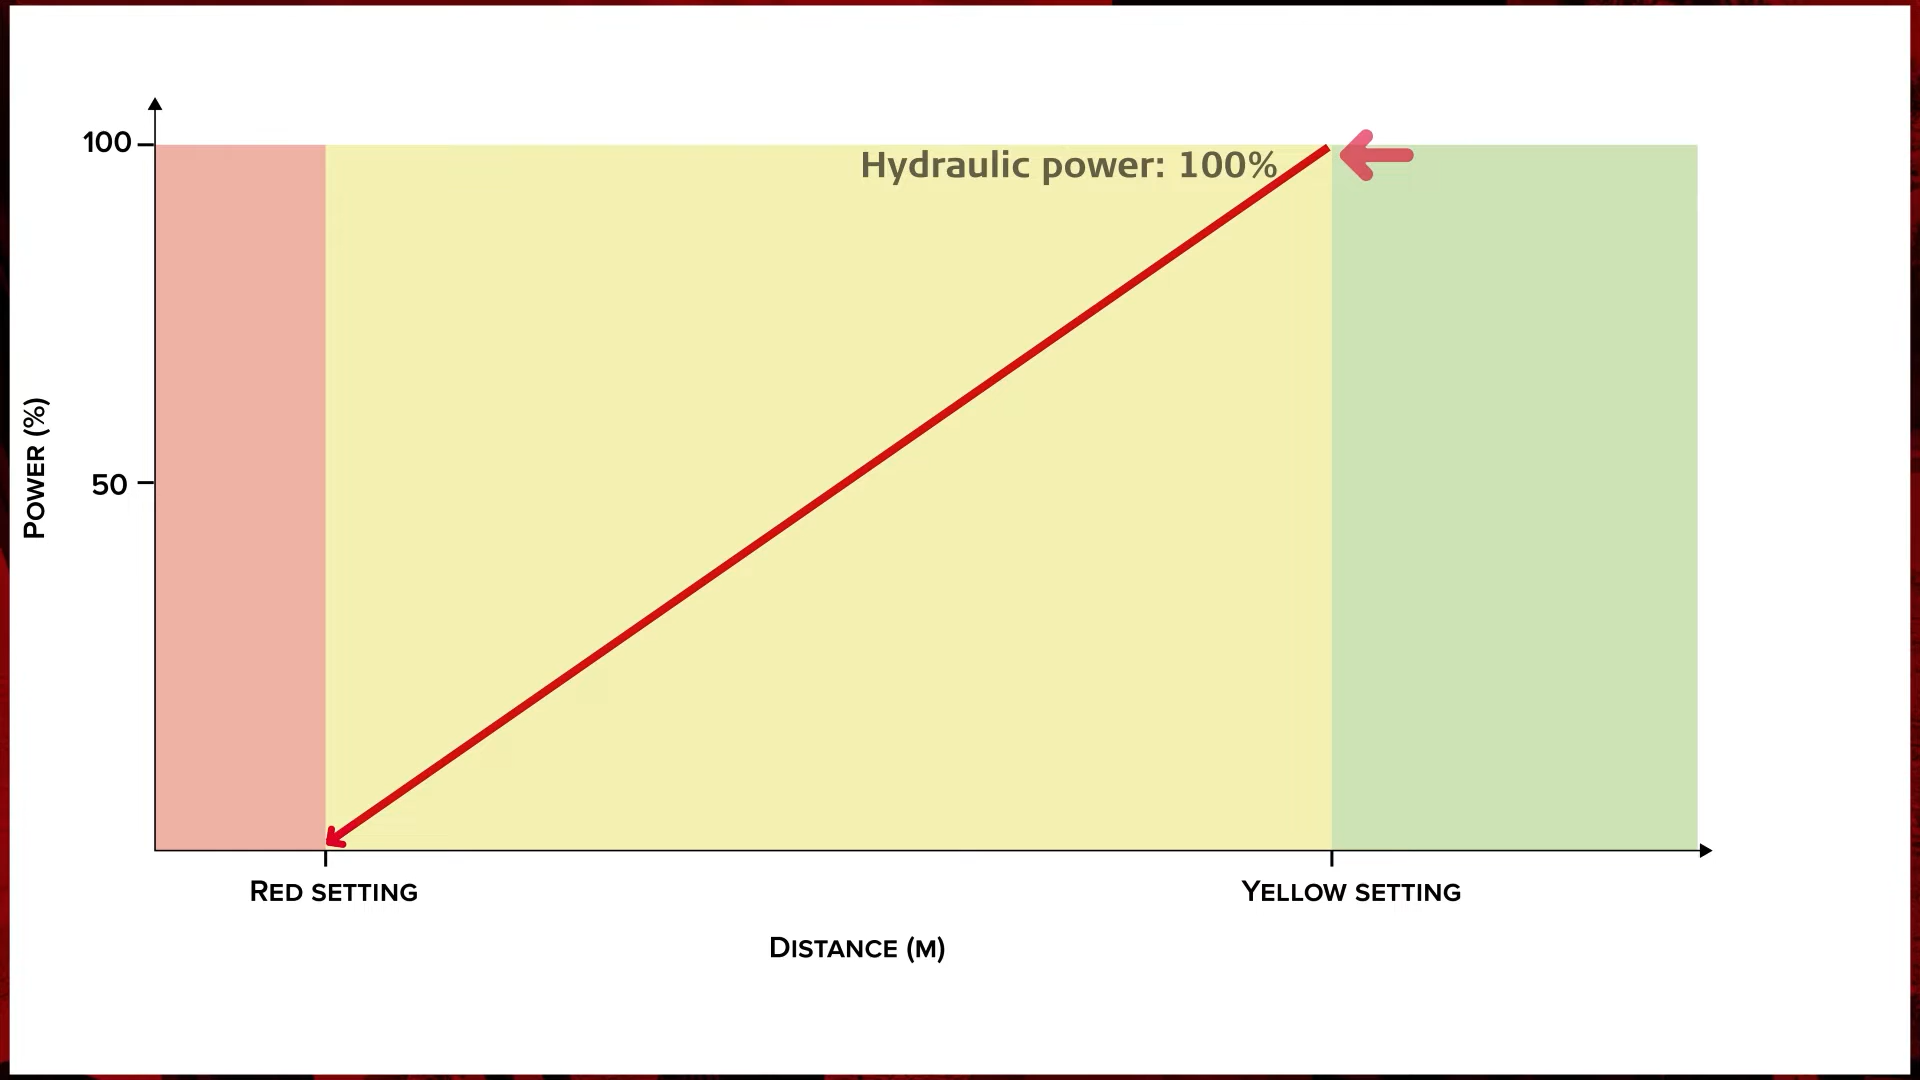 100
Hydraulic power: 100%
50
POWER (%)
RED SETTING
YELLOW SETTING
DISTANCE (M)